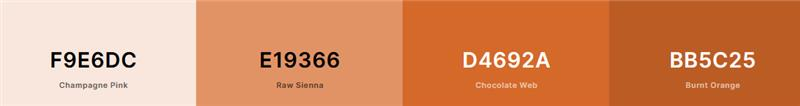 F9E6DC E19366 D4692A BB5C25
Champagne Pink Raw Sienna Chocolate Web Burnt Orange